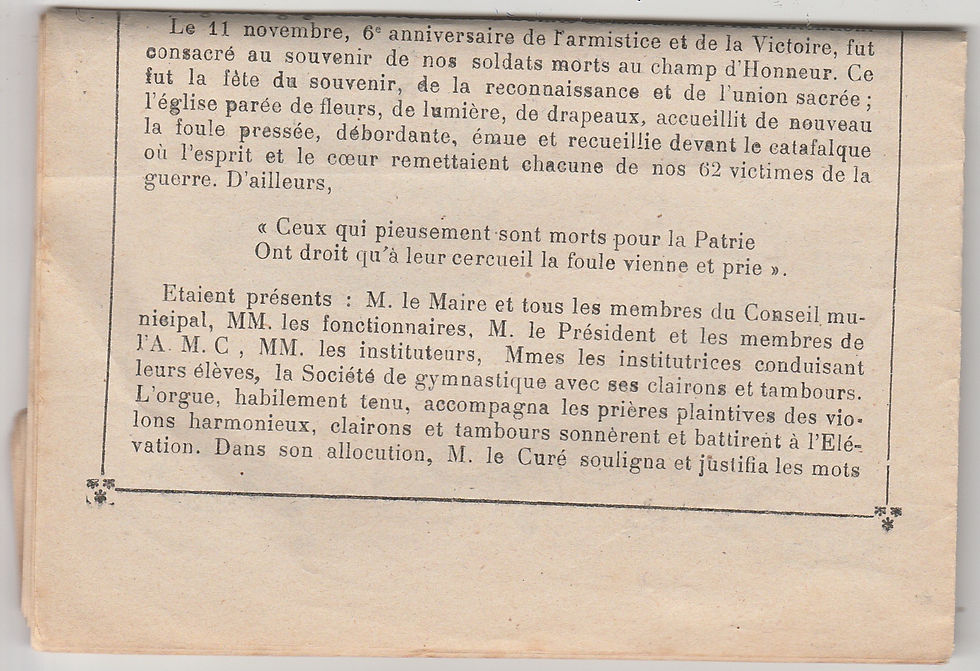 Le 11 novembre, 6e anniversaire de l'armistice et de la Victoire, fut
consacré au souvenir de nos soldats morts au champ d'Honneur. Ce
fut la fête du souvenir, de la reconnaissance et de l'union sacrée ;
l'église parée de fleurs, de lumière, de drapeaux, accueillit de nouveau
la foule pressée, débordante, émue et recueillie devant le catafalque
où l'esprit et le cœur remettaient chacune de nos 62 victimes de la
guerre. D'ailleurs,
« Ceux qui pieusement sont morts pour la Patrie
Ont droit qu'à leur cercueil la foule vienne et prie ».
Etaient présents : M. le Maire et tous les membres du Conseil mu-
nicipal, MM. les fonctionnaires, M. le Président et les membres de
l'A. M. C , MM. les instituteurs, Mmes les institutrices conduisant
leurs élèves, la Société de gymnastique avec ses clairons et tambours.
L'orgue, habilement tenu, accompagna les prières plaintives des vio-
lons harmonieux, clairons et tambours sonnèrent et battirent à l'Elé-
vation. Dans son allocution, M. le Curé souligna et justifia les mots